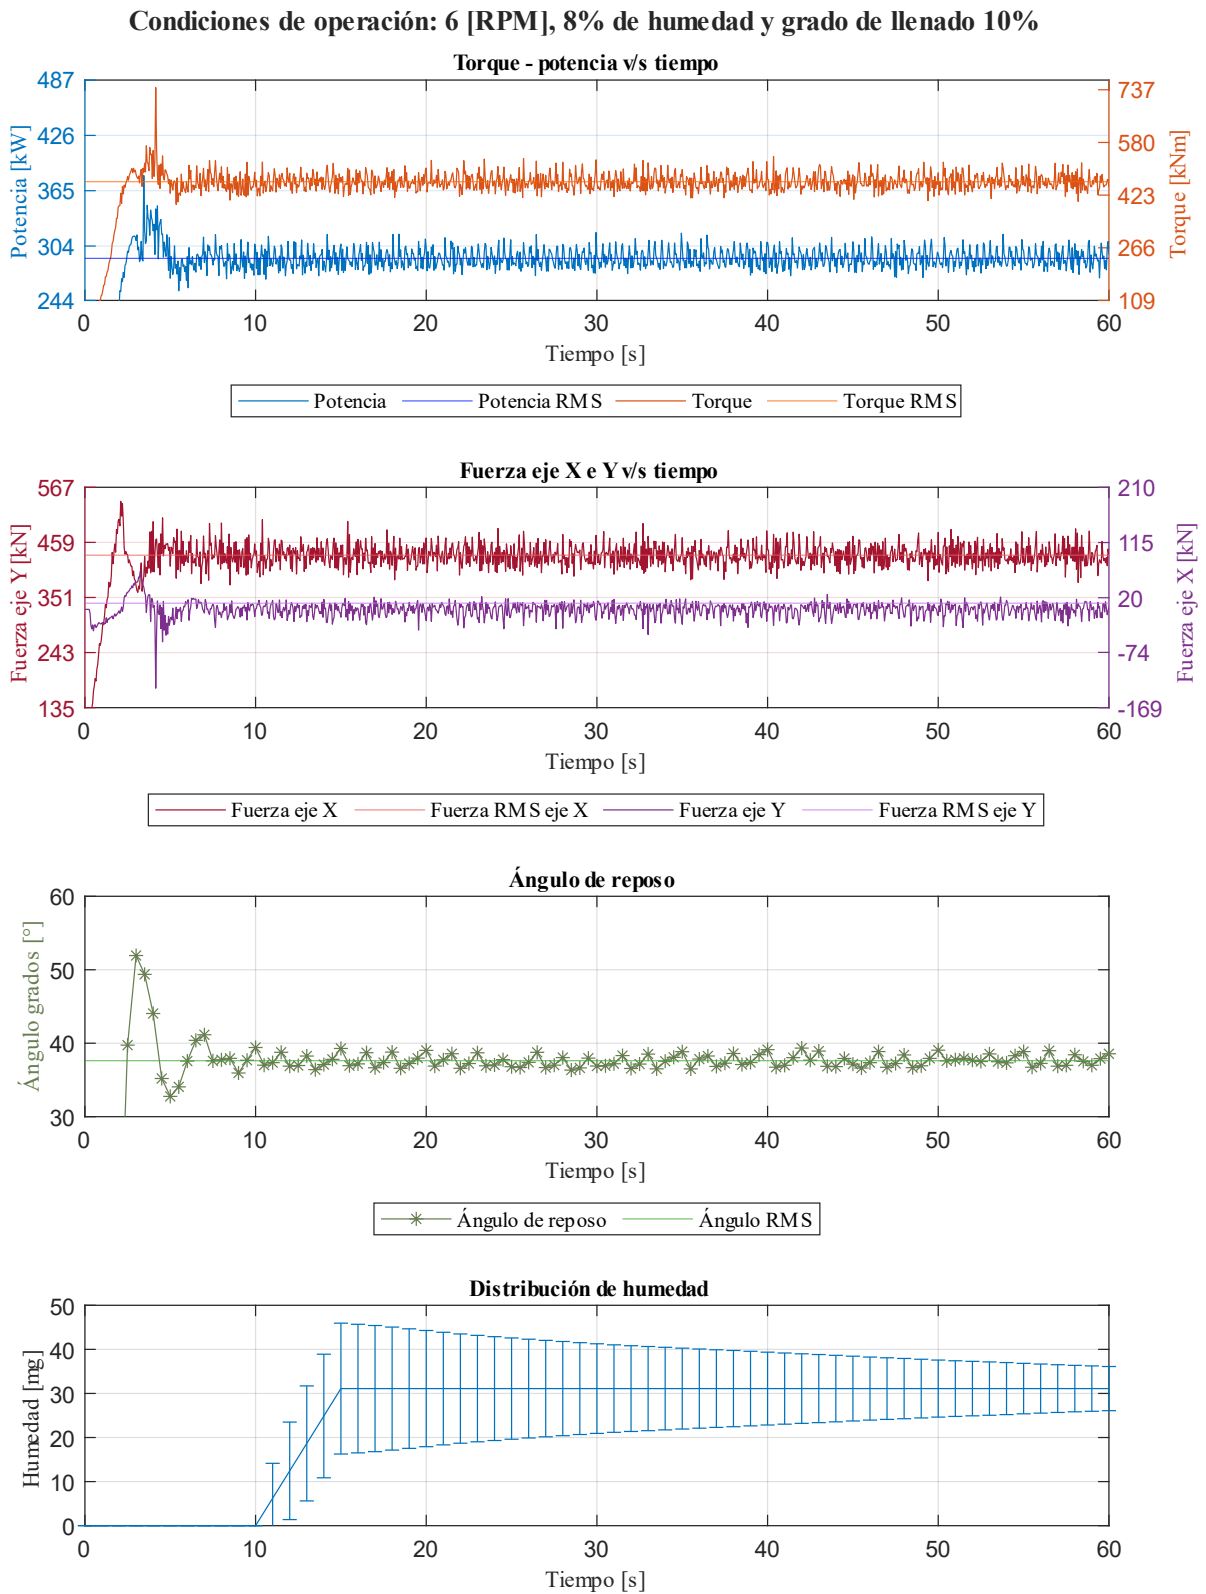 Condiciones de operación: 6 [RPM], 8% de humedad y grado de llenado 10%
Torque - potencia v/s tiempo
Potencia [kW]
487
426
365
304
244
Torque [kNm]
737
580
423
266
109
0 10 20 30 40 50 60
Tiempo [s]
Potencia Potencia RMS Torque Torque RMS
Fuerza eje X e Y v/s tiempo
Fuerza eje Y [kN]
567
459
351
243
135
Fuerza eje X [kN]
210
115
20
-74
-169
0 10 20 30 40 50 60
Tiempo [s]
Fuerza eje X Fuerza RMS eje X Fuerza eje Y Fuerza RMS eje Y
Ángulo de reposo
Ángulo grados [°]
60
50
40
30
0 10 20 30 40 50 60
Tiempo [s]
Ángulo de reposo Ángulo RMS
Distribución de humedad
Humedad [mg]
50
40
30
20
10
0
0 10 20 30 40 50 60
Tiempo [s]